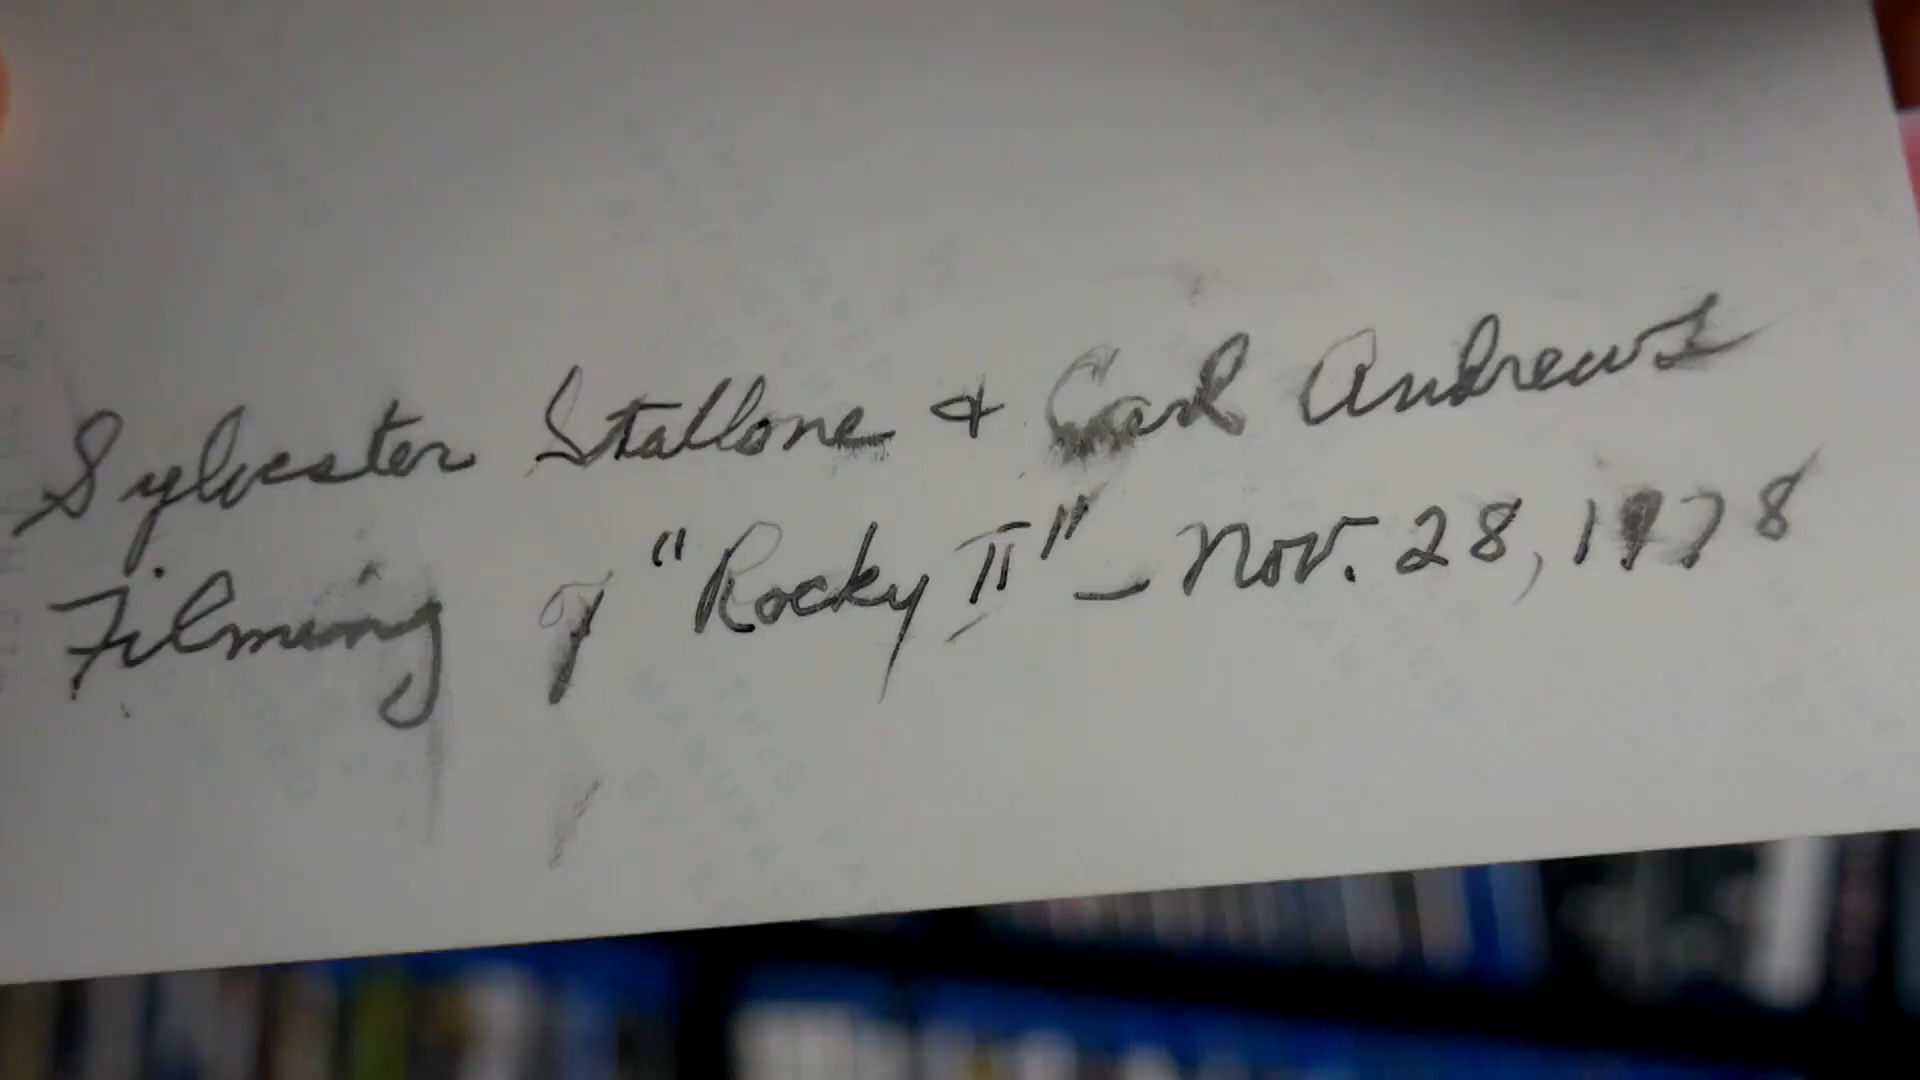 Sylvester Stallone & Carl Andrews
Filming of "Rocky II" - Nov. 28, 1978